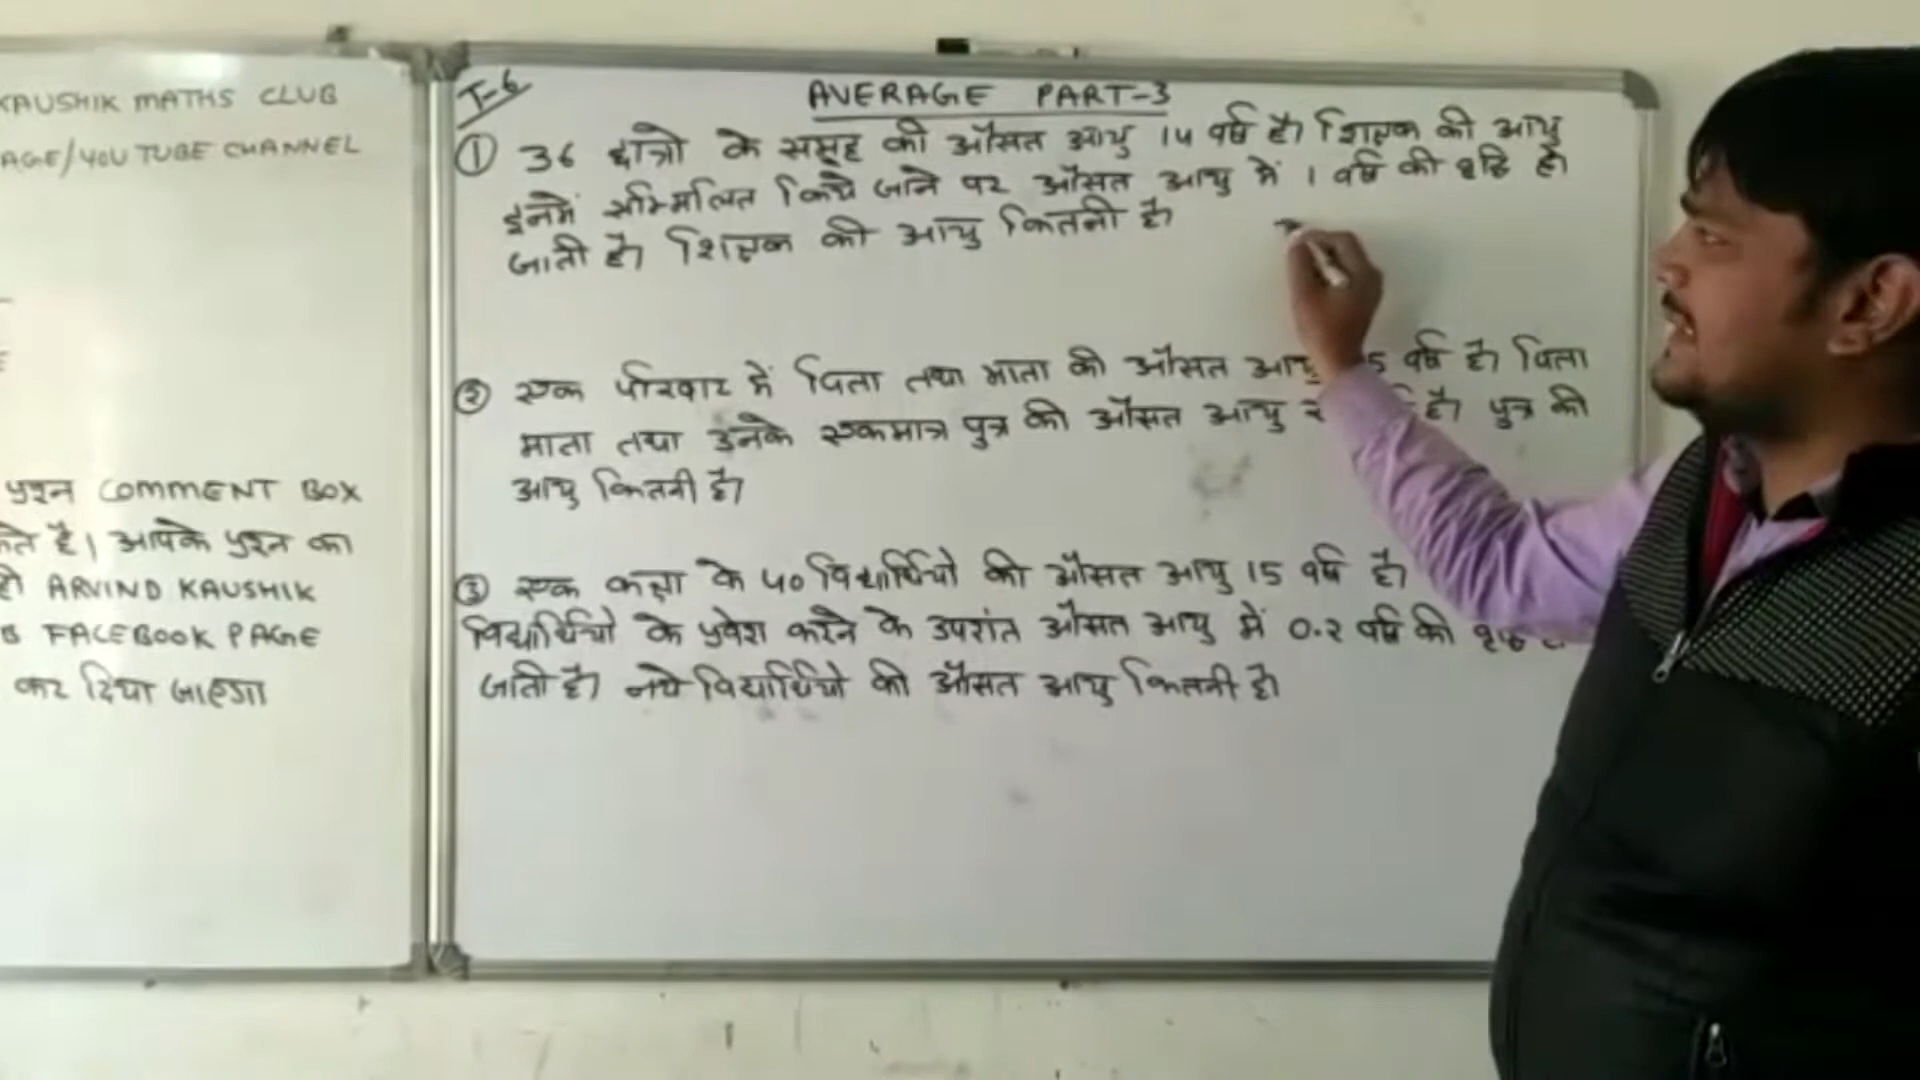 KAUSHIK MATHS CLUB
AGE/YOU TUBE CHANNEL
प्रश्न COMMENT BOX
है। आपके प्रश्न का
ARVIND KAUSHIK
B FACEBOOK PAGE
कर दिया जाएगा
T-6
AVERAGE PART-3
① 36 छात्रो के समूह की औसत आयु 14 वर्ष है। शिक्षक की आयु
इनमें सम्मिलित किये जाने पर औसत आयु में 1 वर्ष की वृद्धि हो
जाती है। शिक्षक की आयु कितनी है।
② एक परिवार में पिता तथा माता की औसत आयु 5 वर्ष है। पिता
माता तथा उनके एकमात्र पुत्र की औसत आयु है। पुत्र की
आयु कितनी है।
③ एक कक्षा के 40 विद्यार्थियो की औसत आयु 15 वर्ष है।
विद्यार्थियो के प्रवेश करने के उपरांत औसत आयु में 0.2 वर्ष की
जाती है। नये विद्यार्थियो की औसत आयु कितनी है।